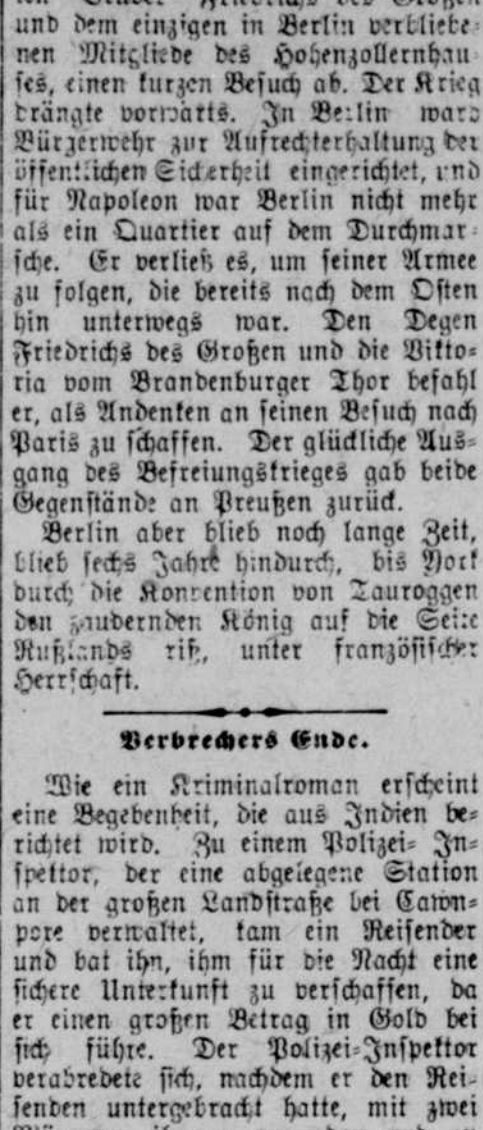 ten Bruder Friedrichs des Großen
und dem einzigen in Berlin verbliebe-
nen Mitgliede des Hohenzollernhau-
ses, einen kurzen Besuch ab. Der Krieg
drängte vorwärts. In Berlin ward
Bürgerwehr zur Aufrechterhaltung der
öffentlichen Sicherheit eingerichtet, und
für Napoleon war Berlin nicht mehr
als ein Quartier auf dem Durchmar-
sche. Er verließ es, um seiner Armee
zu folgen, die bereits nach dem Osten
hin unterwegs war. Den Degen
Friedrichs des Großen und die Vikto-
ria vom Brandenburger Thor befahl
er, als Andenken an seinen Besuch nach
Paris zu schaffen. Der glückliche Aus-
gang des Befreiungskrieges gab beide
Gegenstände an Preußen zurück.
Berlin aber blieb noch lange Zeit,
blieb sechs Jahre hindurch, bis York
durch die Konvention von Tauroggen
den zaudernden König auf die Seite
Rußlands riß, unter französischer
Herrschaft.
Verbrechers Ende.
Wie ein Kriminalroman erscheint
eine Begebenheit, die aus Indien be-
richtet wird. Zu einem Polizei-In-
spektor, der eine abgelegene Station
an der großen Landstraße bei Cawn-
pore verwaltet, kam ein Reisender
und bat ihn, ihm für die Nacht eine
sichere Unterkunft zu verschaffen, da
er einen großen Betrag in Gold bei
sich führe. Der Polizei-Inspektor
verabredete sich, nachdem er den Rei-
senden untergebracht hatte, mit zwei